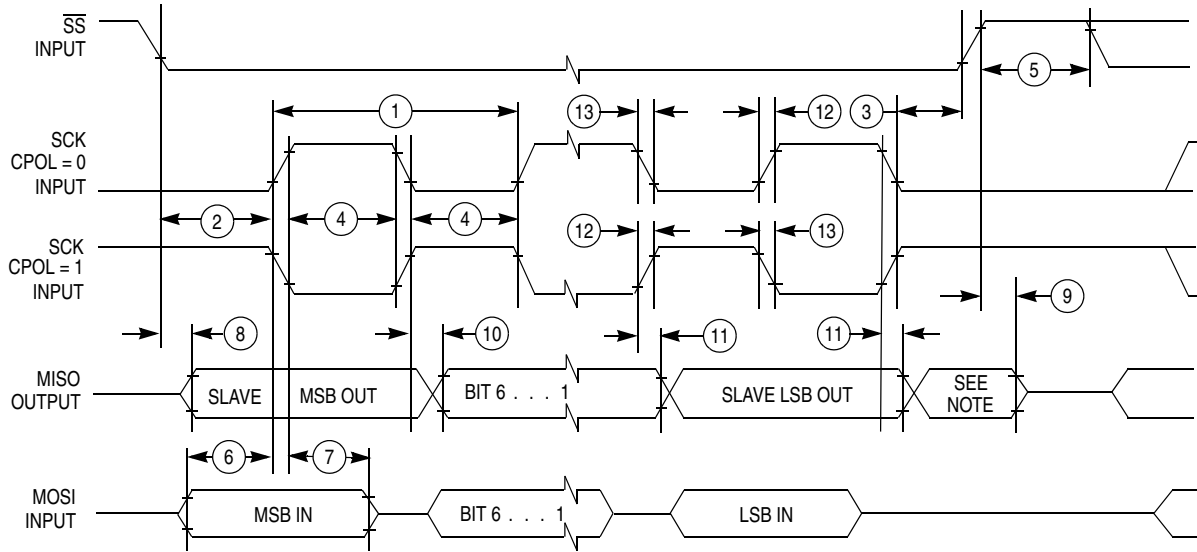 SS
INPUT
5
1
13
12
3
SCK
CPOL = 0
INPUT
2
4
4
12
13
SCK
CPOL = 1
INPUT
9
8
10
11
11
MISO
OUTPUT
SLAVE MSB OUT
BIT 6 . . . 1
SLAVE LSB OUT
SEE
NOTE
6
7
MOSI
INPUT
MSB IN
BIT 6 . . . 1
LSB IN